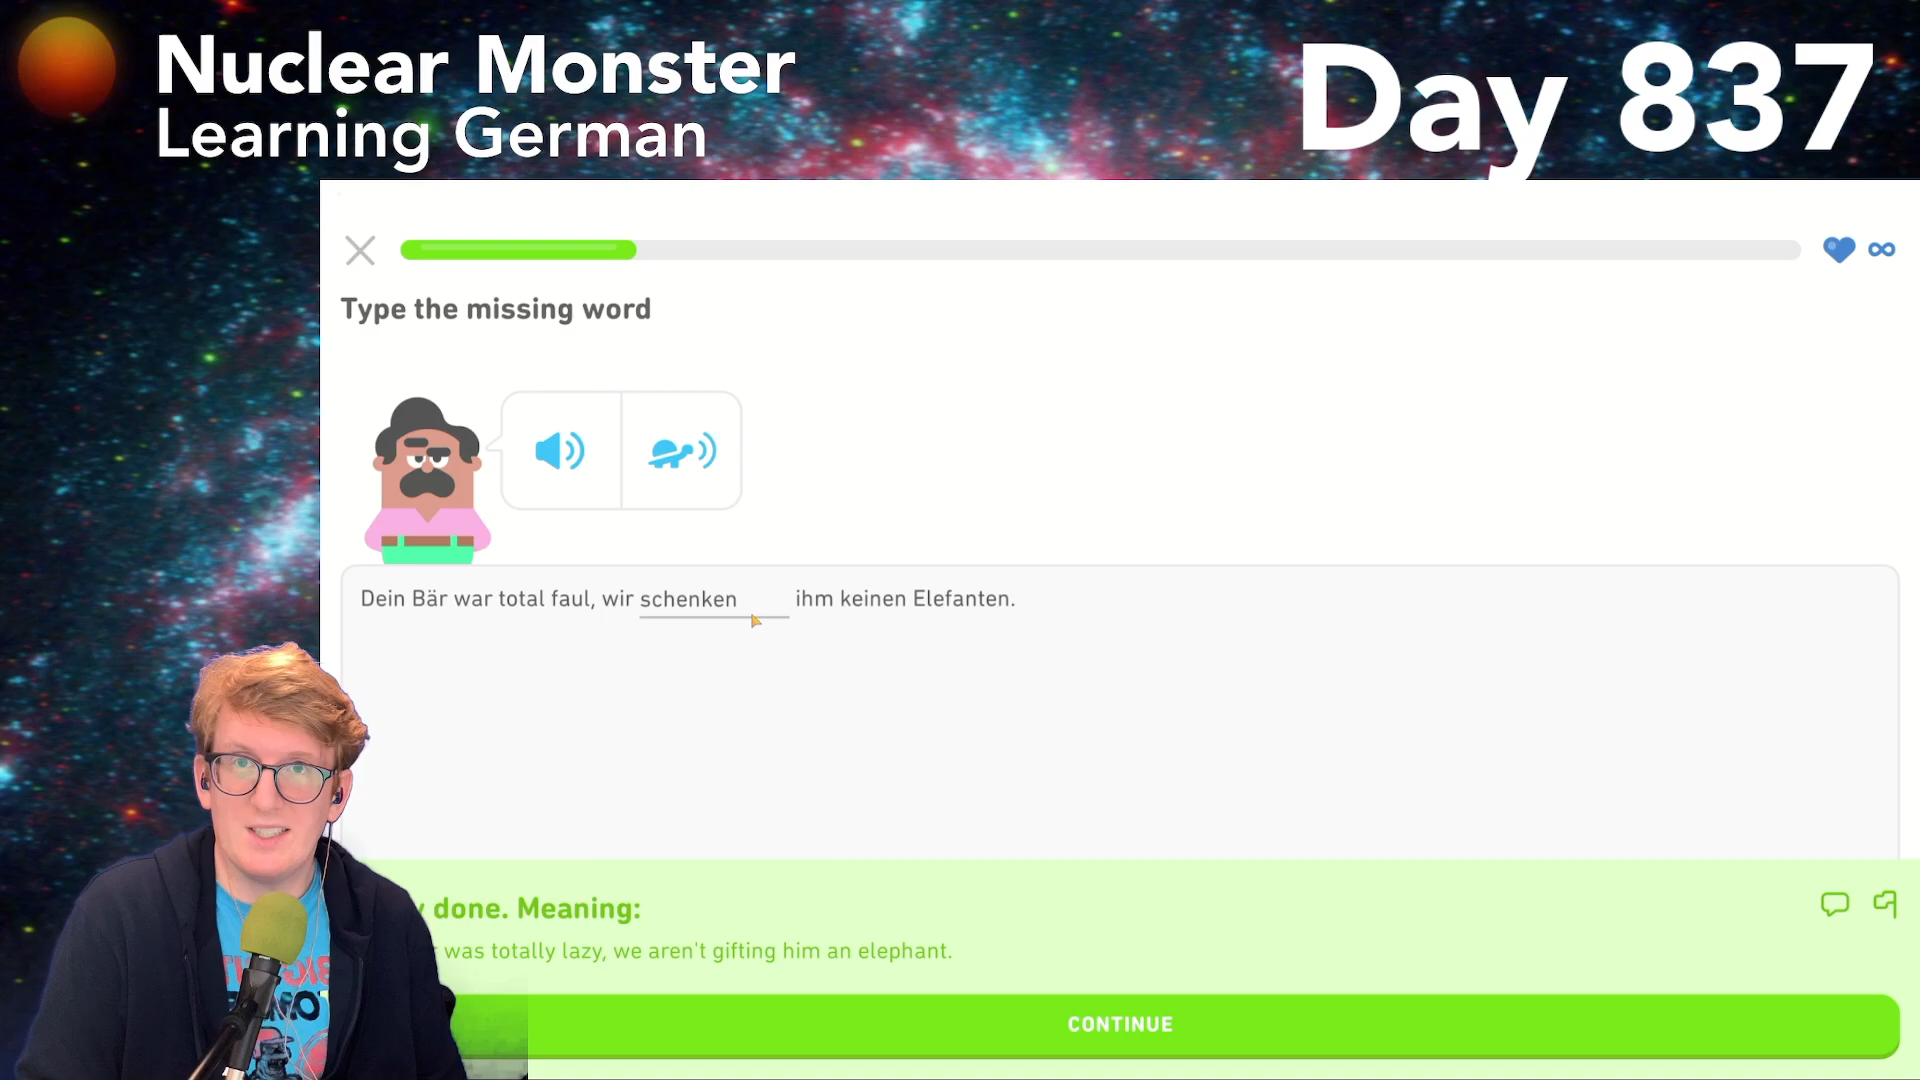 Nuclear Monster
Learning German
Day 837
Type the missing word
Dein Bär war total faul, wir schenken ihm keinen Elefanten.
done. Meaning:
was totally lazy, we aren't gifting him an elephant.
CONTINUE